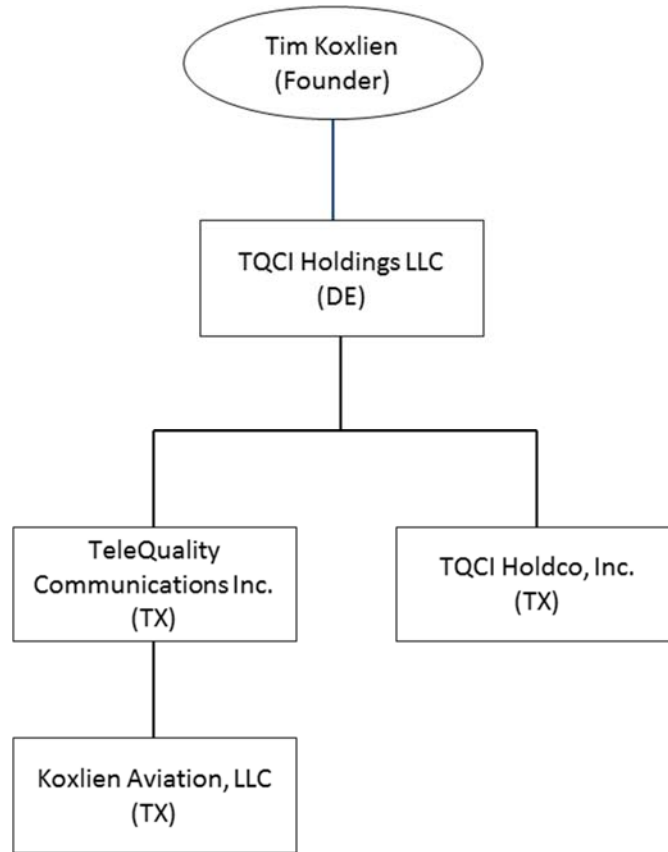 Tim Koxlien
(Founder)
TQCI Holdings LLC
(DE)
TeleQuality
Communications Inc.
(TX)
TQCI Holdco, Inc.
(TX)
Koxlien Aviation, LLC
(TX)